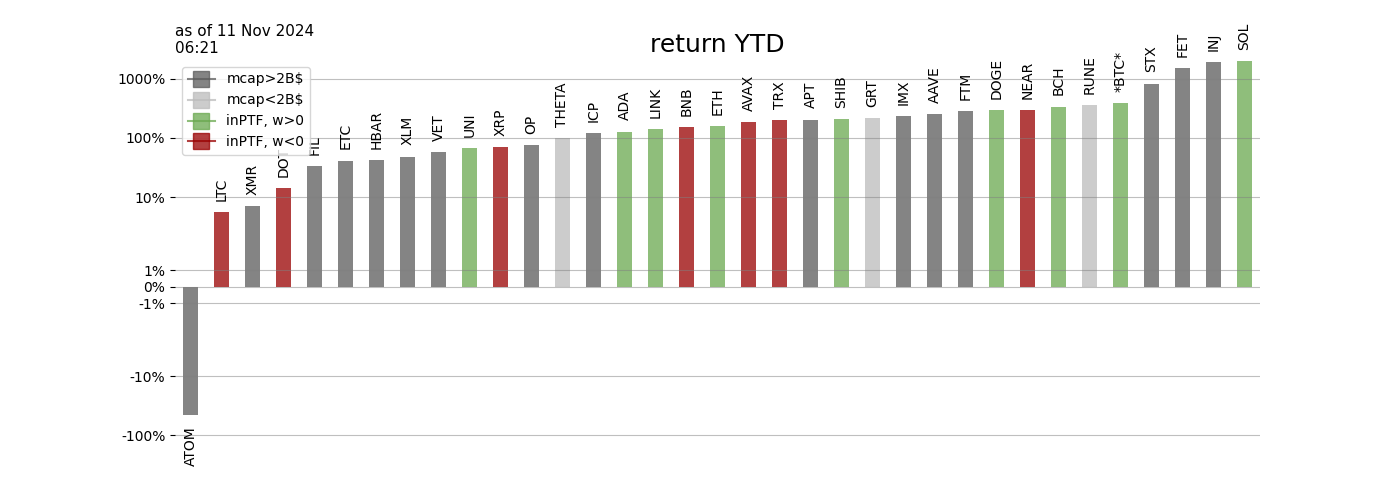 as of 11 Nov 2024
06:21
return YTD
mcap>2B$
mcap<2B$
inPTF, w>0
inPTF, w<0
1000%
100%
10%
1%
0%
-1%
-10%
-100%
ATOM
LTC
XMR
DOT
FIL
ETC
HBAR
XLM
VET
UNI
XRP
OP
THETA
ICP
ADA
LINK
BNB
ETH
AVAX
TRX
APT
SHIB
GRT
IMX
AAVE
FTM
DOGE
NEAR
BCH
RUNE
*BTC*
STX
FET
INJ
SOL